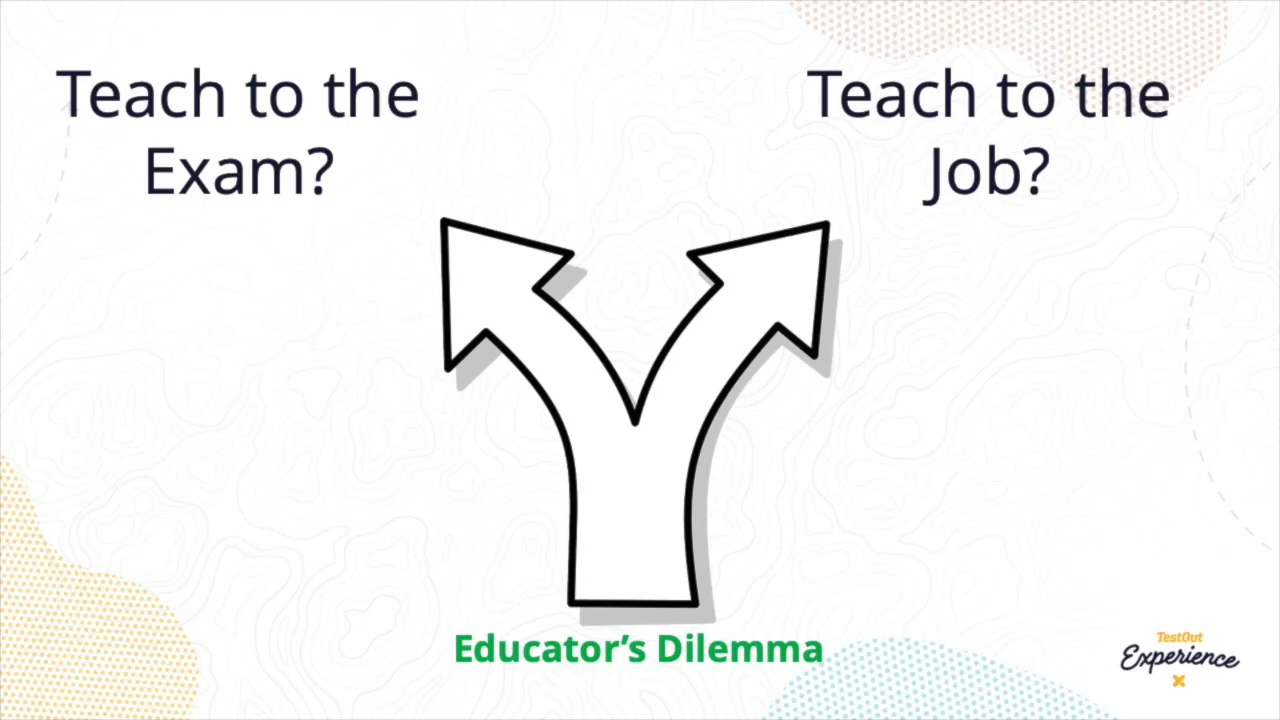 Teach to the
Exam?
Teach to the
Job?
Educator’s Dilemma
TestOut
Experience